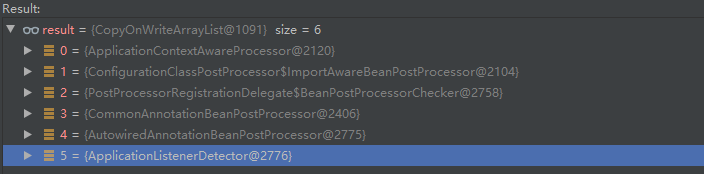 Result:
result = {CopyOnWriteArrayList@1091} size = 6
0 = {ApplicationContextAwareProcessor@2120}
1 = {ConfigurationClassPostProcessor$ImportAwareBeanPostProcessor@2104}
2 = {PostProcessorRegistrationDelegate$BeanPostProcessorChecker@2758}
3 = {CommonAnnotationBeanPostProcessor@2406}
4 = {AutowiredAnnotationBeanPostProcessor@2775}
5 = {ApplicationListenerDetector@2776}